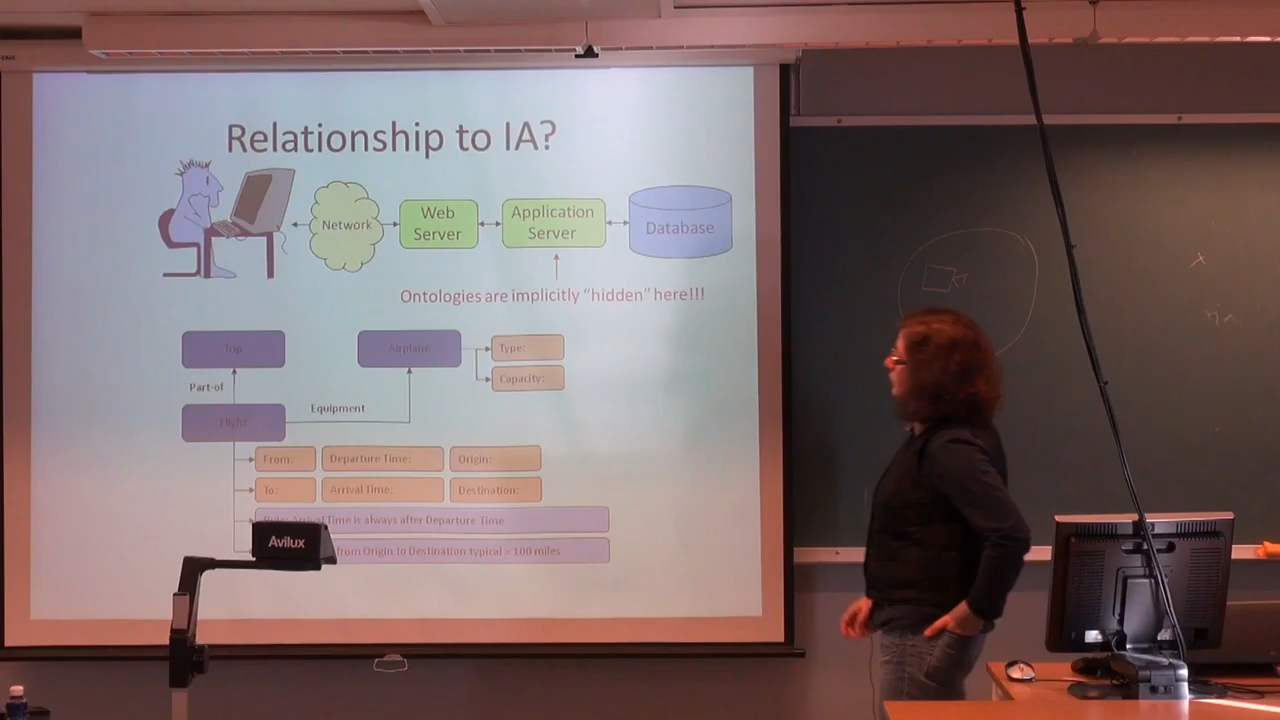 Relationship to IA?
Network
Web
Server
Application
Server
Database
Ontologies are implicitly “hidden” here!!!
Trip
Airplane
Type:
Capacity:
Part-of
Flight
Equipment
From:
Departure Time:
Origin:
To:
Arrival Time:
Destination:
Arrival Time is always after Departure Time
from Origin to Destination typical > 100 miles
Avilux